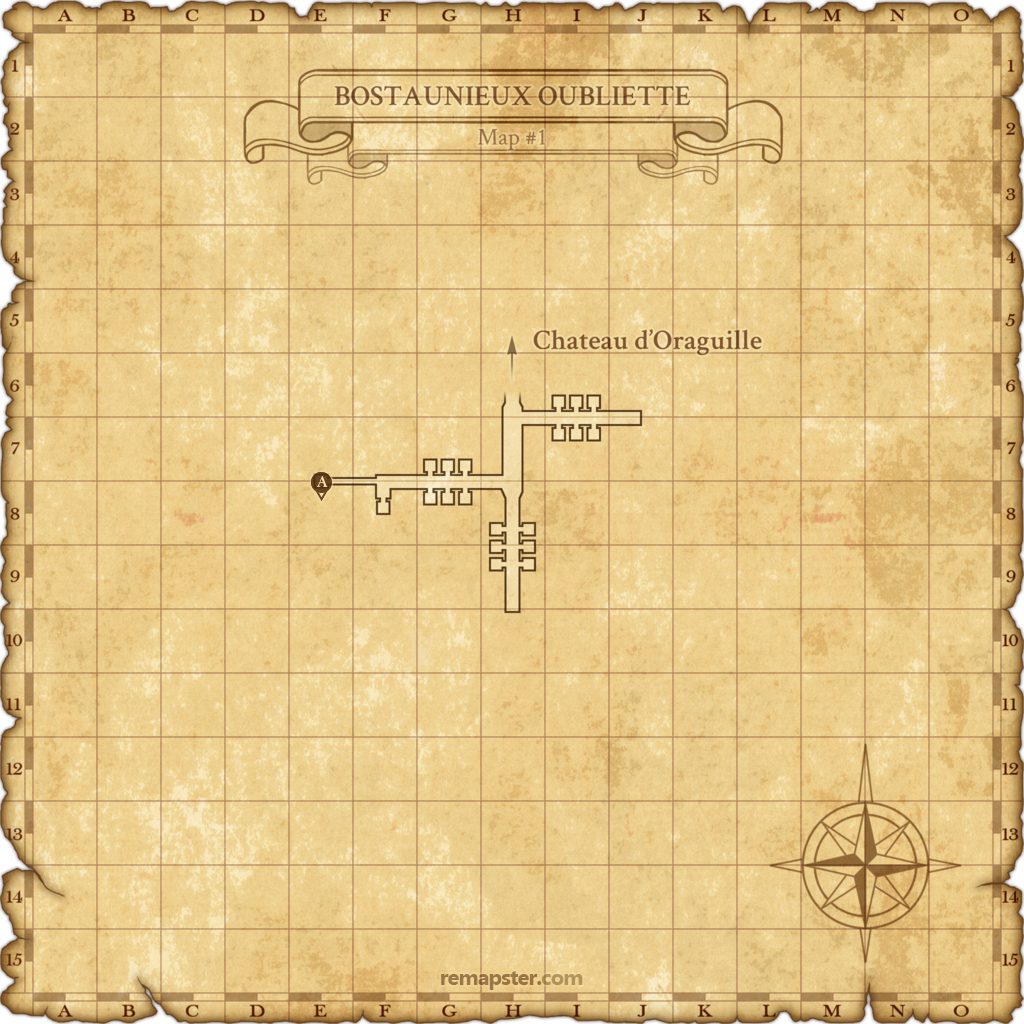 A B C D E F G H I J K L M N O
1 1
BOSTAUNIEUX OUBLIETTE
2 2
Map #1
3 3
4 4
5 5
Chateau d'Oraguille
6 6
7 7
A
8 8
9 9
10 10
11 11
12 12
13 13
14 14
15 15
remapster.com
A B C D E F G H I J K L M N O